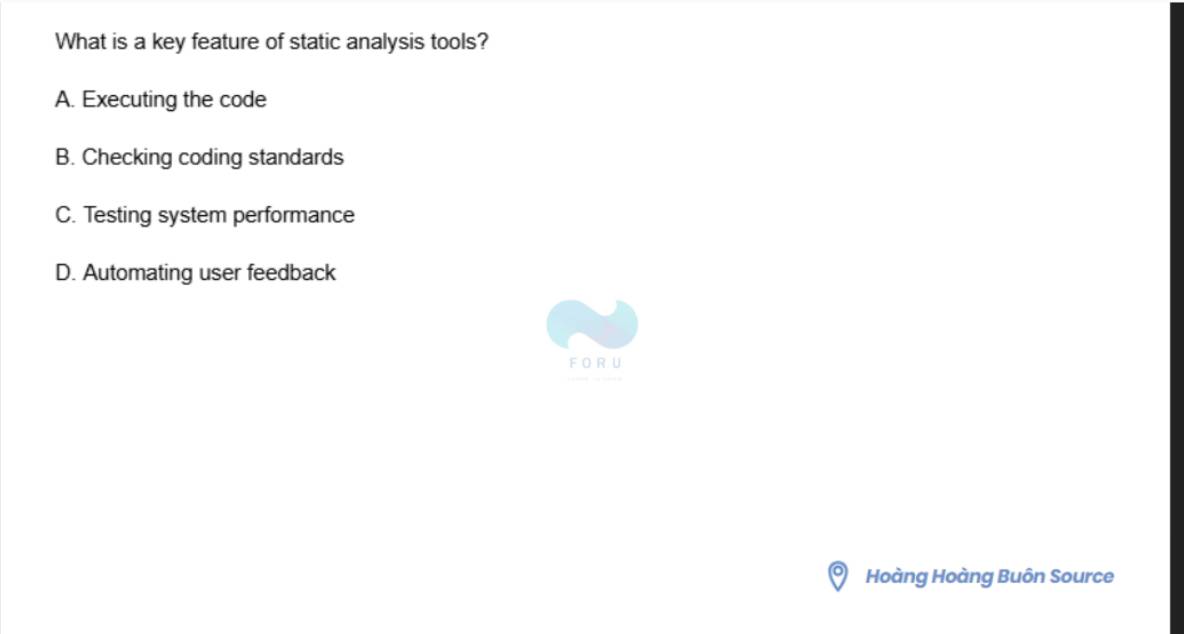 What is a key feature of static analysis tools?
A. Executing the code
B. Checking coding standards
C. Testing system performance
D. Automating user feedback
FORU
Hoàng Hoàng Buôn Source